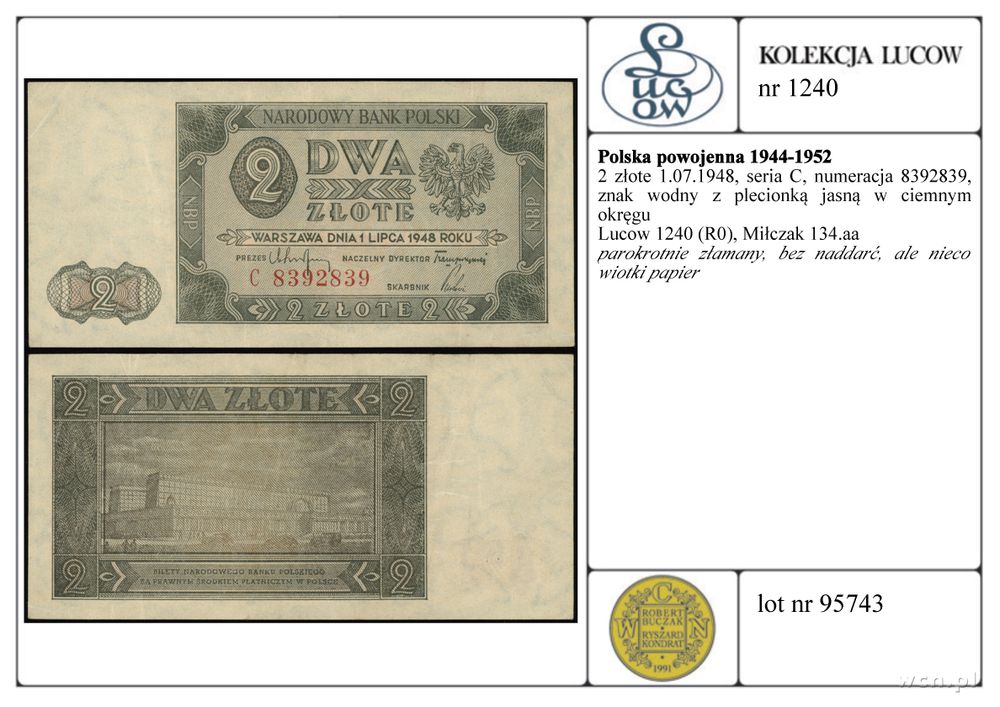 NARODOWY BANK POLSKI
2
DWA
ZŁOTE
NBP
NBP
WARSZAWA DNIA 1 LIPCA 1948 ROKU
PREZES
NACZELNY DYREKTOR
C 8392839
SKARBNIK
2
2 ZŁOTE 2
2 DWA ZŁOTE 2
BILETY NARODOWEGO BANKU POLSKIEGO
SĄ PRAWNYM ŚRODKIEM PŁATNICZYM W POLSCE
2 2
Lucow
KOLEKCJA LUCOW
nr 1240
Polska powojenna 1944-1952
2 złote 1.07.1948, seria C, numeracja 8392839,
znak wodny z plecionką jasną w ciemnym
okręgu
Lucow 1240 (R0), Miłczak 134.aa
parokrotnie złamany, bez naddarć, ale nieco
wiotki papier
W C N
ROBERT
BUCZAK
RYSZARD
KONDRAT
1991
lot nr 95743
wcn.pl